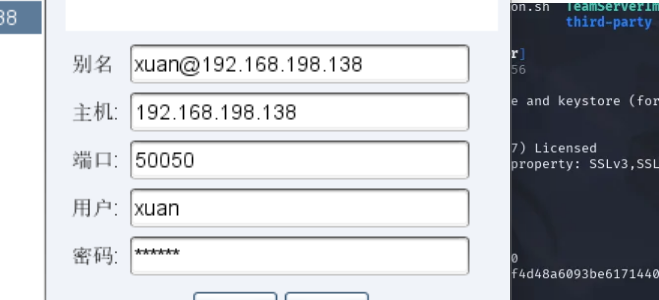 38
别名 xuan@192.168.198.138
主机: 192.168.198.138
端口: 50050
用户: xuan
密码: ******
on.sh TeamServerIm
third-party
r]
56
e and keystore (for
7) Licensed
property: SSLv3,SSL
0
f4d48a6093be6171440